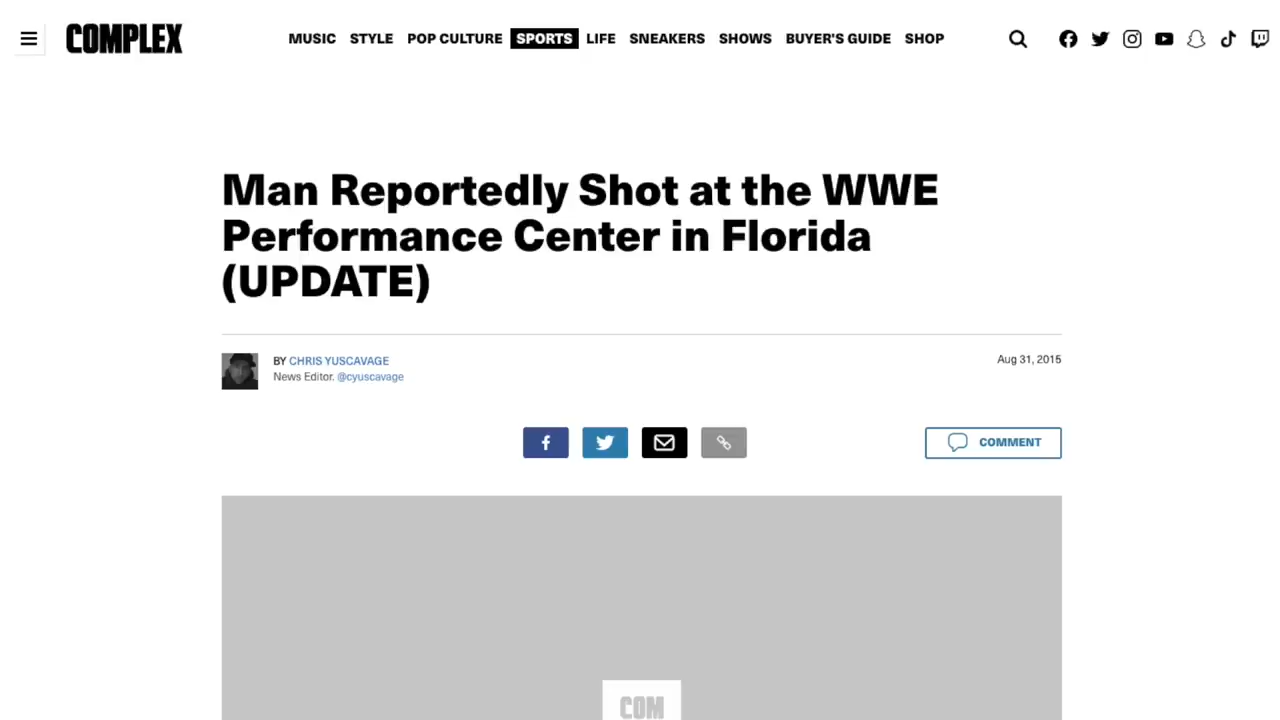 COMPLEX
MUSIC STYLE POP CULTURE SPORTS LIFE SNEAKERS SHOWS BUYER'S GUIDE SHOP
Man Reportedly Shot at the WWE
Performance Center in Florida
(UPDATE)
BY CHRIS YUSCAVAGE
Aug 31, 2015
News Editor. @cyuscavage
COMMENT
COM